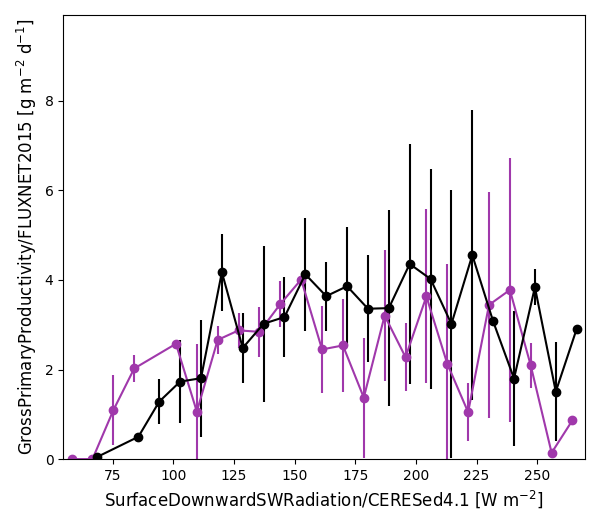 GrossPrimaryProductivity/FLUXNET2015 [g m⁻² d⁻¹]
8
6
4
2
0
75 100 125 150 175 200 225 250
SurfaceDownwardSWRadiation/CERESed4.1 [W m⁻²]